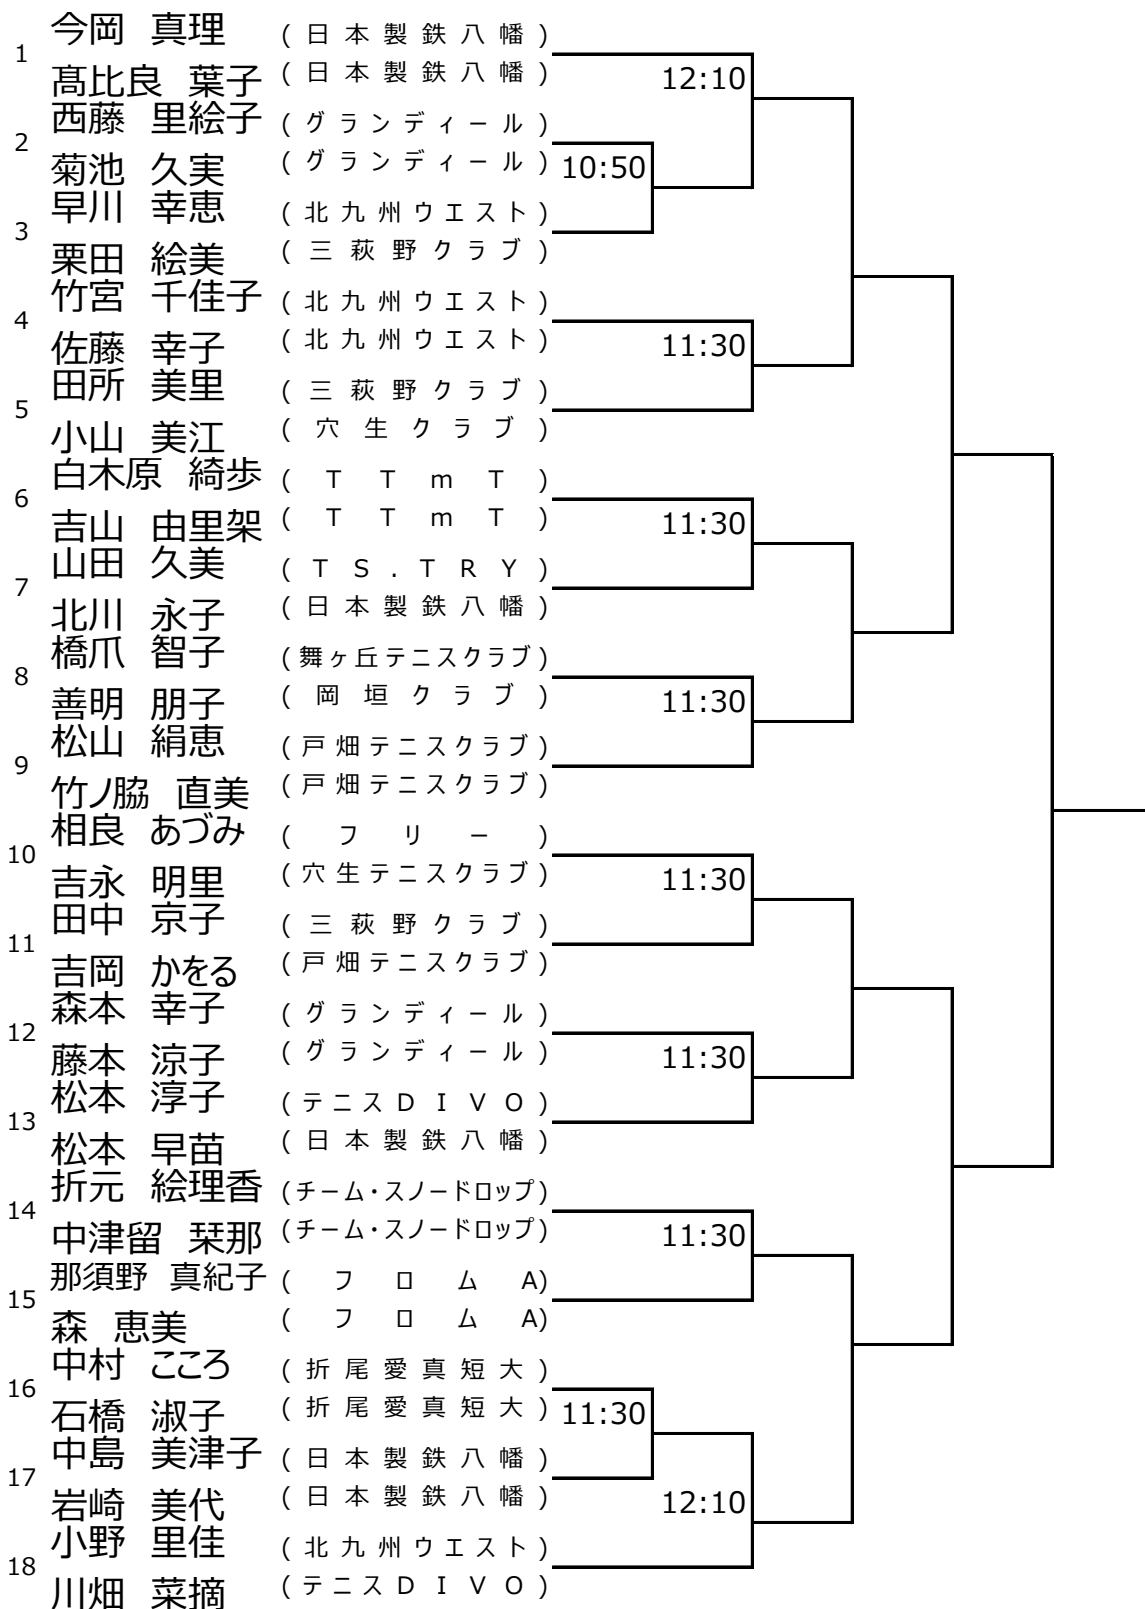 今岡 真理 (日本製鉄八幡)
1
髙比良 葉子 (日本製鉄八幡) 12:10
西藤 里絵子 (グランディール)
2
菊池 久実 (グランディール) 10:50
早川 幸恵 (北九州ウエスト)
3
栗田 絵美 (三萩野クラブ)
竹宮 千佳子 (北九州ウエスト)
4
佐藤 幸子 (北九州ウエスト) 11:30
田所 美里 (三萩野クラブ)
5
小山 美江 (穴生クラブ)
白木原 綺歩 (TTmT)
6
吉山 由里架 (TTmT) 11:30
山田 久美 (TS.TRY)
7
北川 永子 (日本製鉄八幡)
橋爪 智子 (舞ヶ丘テニスクラブ)
8
善明 朋子 (岡垣クラブ) 11:30
松山 絹恵 (戸畑テニスクラブ)
9
竹ノ脇 直美 (戸畑テニスクラブ)
相良 あづみ (フリー)
10
吉永 明里 (穴生テニスクラブ) 11:30
田中 京子 (三萩野クラブ)
11
吉岡 かをる (戸畑テニスクラブ)
森本 幸子 (グランディール)
12
藤本 涼子 (グランディール) 11:30
松本 淳子 (テニスDIVO)
13
松本 早苗 (日本製鉄八幡)
折元 絵理香 (チーム・スノードロップ)
14
中津留 栞那 (チーム・スノードロップ) 11:30
那須野 真紀子 (フロムA)
15
森 恵美 (フロムA)
中村 こころ (折尾愛真短大)
16
石橋 淑子 (折尾愛真短大) 11:30
中島 美津子 (日本製鉄八幡)
17
岩崎 美代 (日本製鉄八幡) 12:10
小野 里佳 (北九州ウエスト)
18
川畑 菜摘 (テニスDIVO)